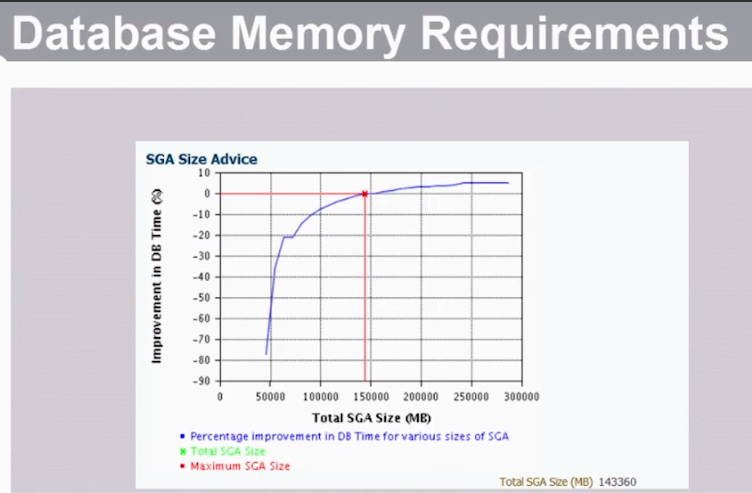 Database Memory Requirements
SGA Size Advice
Improvement in DB Time (%)
10
0
-10
-20
-30
-40
-50
-60
-70
-80
-90
0 50000 100000 150000 200000 250000 300000
Total SGA Size (MB)
Percentage improvement in DB Time for various sizes of SGA
Total SGA Size
Maximum SGA Size
Total SGA Size (MB) 143360